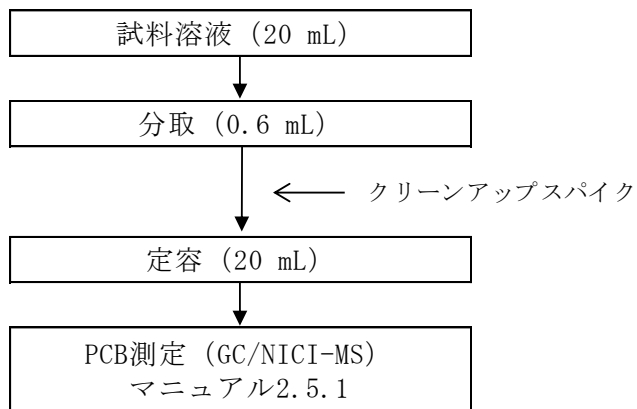 試料溶液 (20 mL)
分取 (0.6 mL)
クリーンアップスパイク
定容 (20 mL)
PCB測定 (GC/NICI-MS)
マニュアル2.5.1